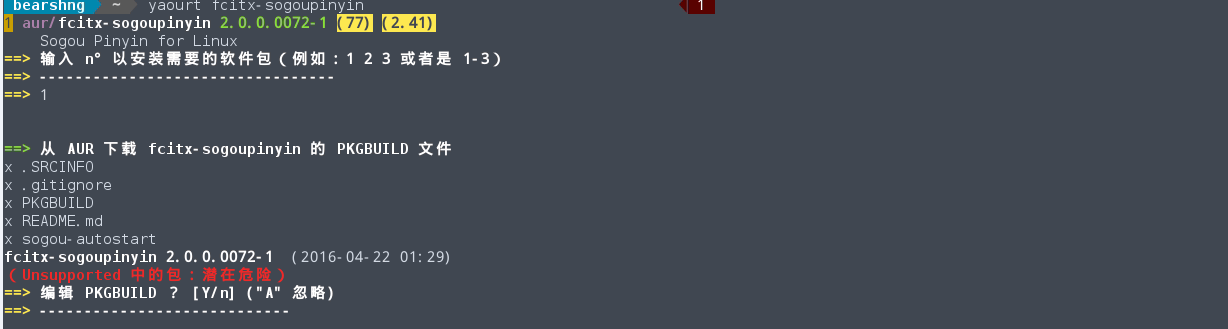 bearshng ~ yaourt fcitx-sogoupinyin 1
1 aur/fcitx-sogoupinyin 2.0.0.0072-1 (77) (2.41)
Sogou Pinyin for Linux
==> 输入 n° 以安装需要的软件包（例如：1 2 3 或者是 1-3）
==> ---------------------------------
==> 1
==> 从 AUR 下载 fcitx-sogoupinyin 的 PKGBUILD 文件
x .SRCINFO
x .gitignore
x PKGBUILD
x README.md
x sogou-autostart
fcitx-sogoupinyin 2.0.0.0072-1 (2016-04-22 01:29)
（Unsupported 中的包：潜在危险）
==> 编辑 PKGBUILD ？ [Y/n] ("A" 忽略)
==> ----------------------------